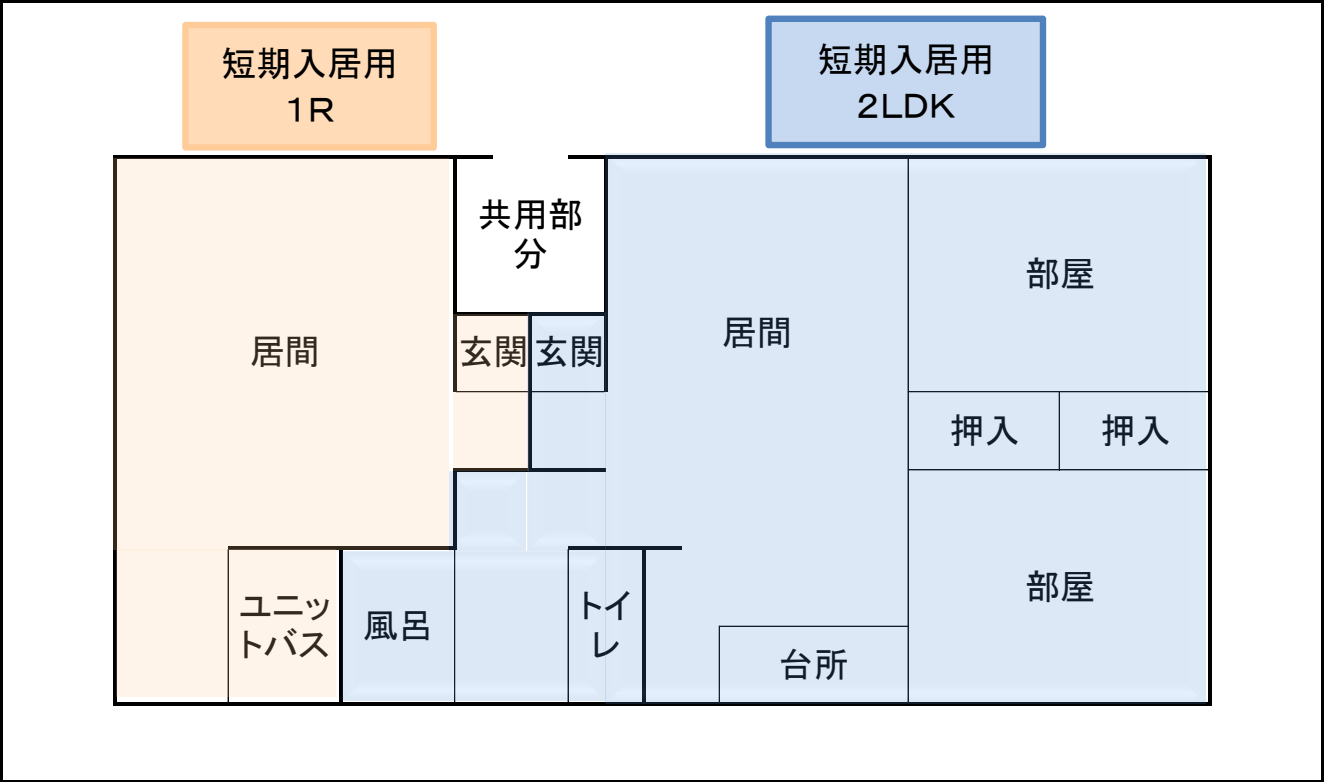 短期入居用
１R
短期入居用
２LDK
共用部
分
部屋
居間
玄関
玄関
居間
押入
押入
ユニッ
トバス
風呂
トイ
レ
部屋
台所